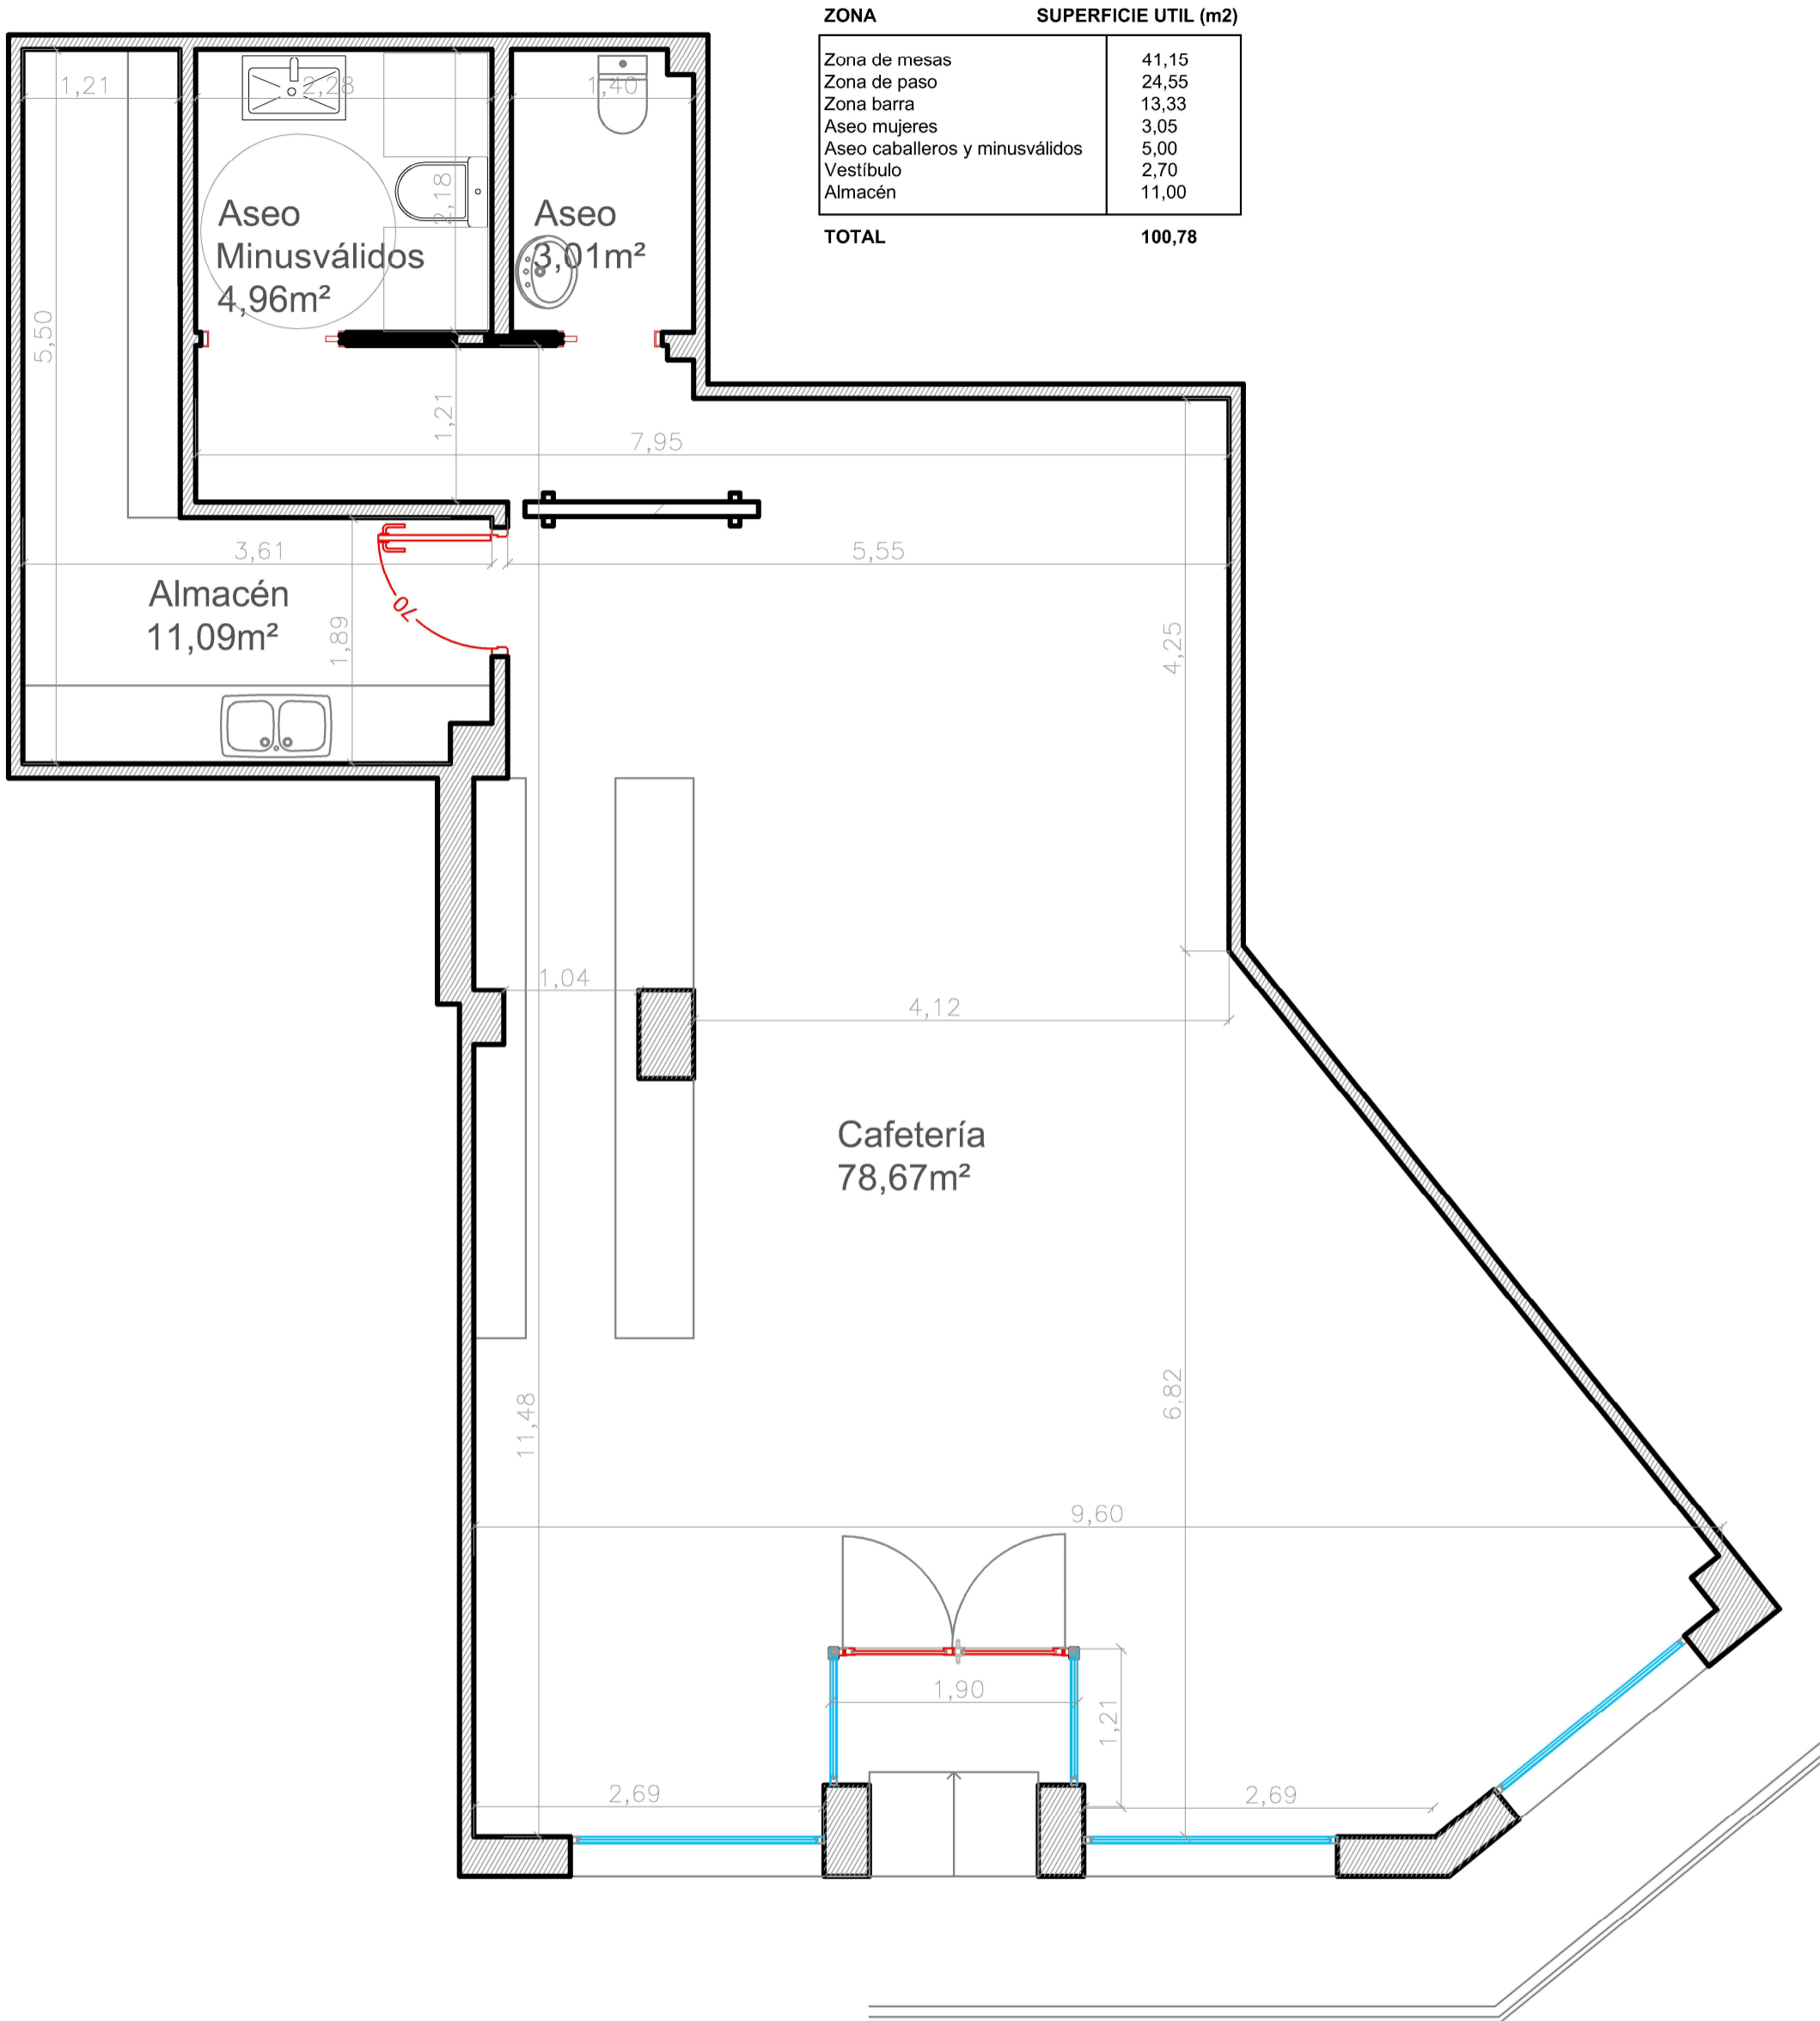 ZONA SUPERFICIE UTIL (m2)
Zona de mesas 41,15
Zona de paso 24,55
Zona barra 13,33
Aseo mujeres 3,05
Aseo caballeros y minusválidos 5,00
Vestíbulo 2,70
Almacén 11,00
TOTAL 100,78
1,21
2,28
1,40
2,18
Aseo
Minusválidos
4,96m²
Aseo
3,01m²
5,50
1,21
7,95
3,61
5,55
Almacén
11,09m²
70
1,89
4,25
1,04
4,12
Cafetería
78,67m²
11,48
6,82
9,60
1,90
1,21
2,69
2,69